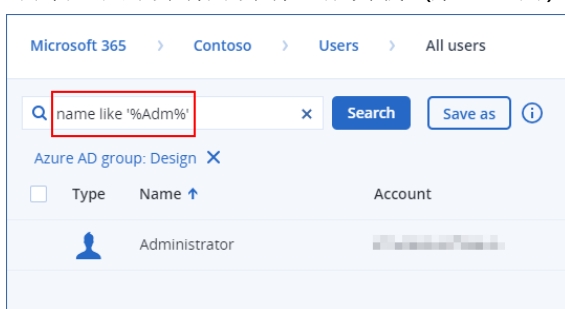 Microsoft 365 > Contoso > Users > All users
name like '%Adm%' × Search Save as i
Azure AD group: Design ×
Type Name ↑ Account
Administrator